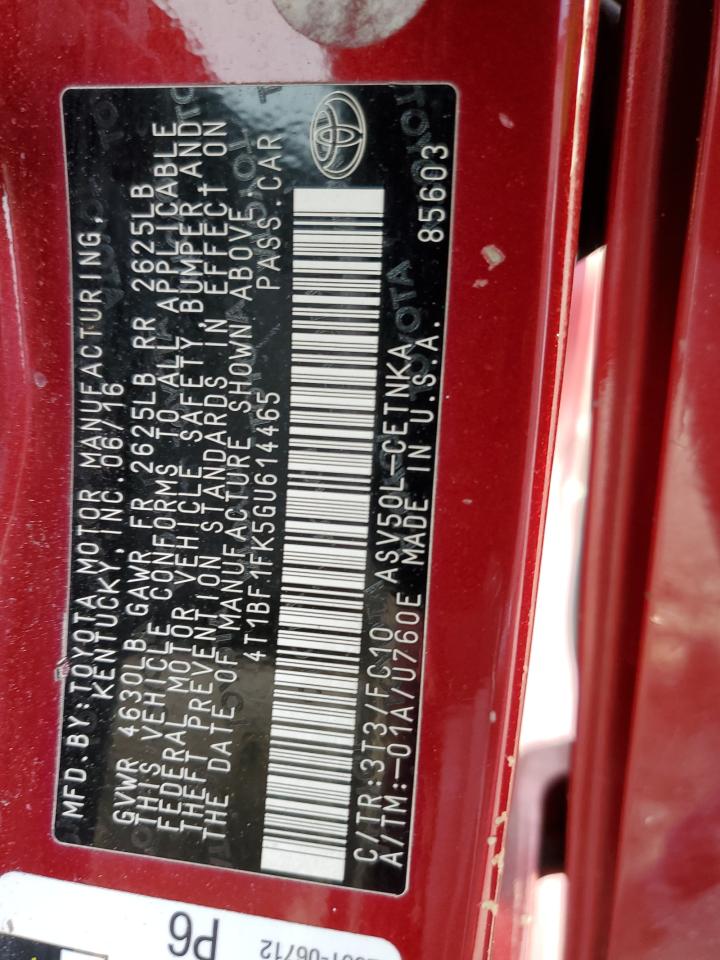 MFD.BY:TOYOTA MOTOR MANUFACTURING,
KENTUCKY, INC.06/16
GVWR 4630LB GAWR FR 2625LB RR 2625LB
THIS VEHICLE CONFORMS TO ALL APPLICABLE
FEDERAL MOTOR VEHICLE SAFETY, BUMPER AND
THEFT PREVENTION STANDARDS IN EFFECT ON
THE DATE OF MANUFACTURE SHOWN ABOVE.
4T1BF1FK5GU614465 PASS.CAR
C/TR:3T3/FC10 ASV50L-CETNKA
A/TM:-01A/U760E MADE IN U.S.A. 85603
P6
-06712